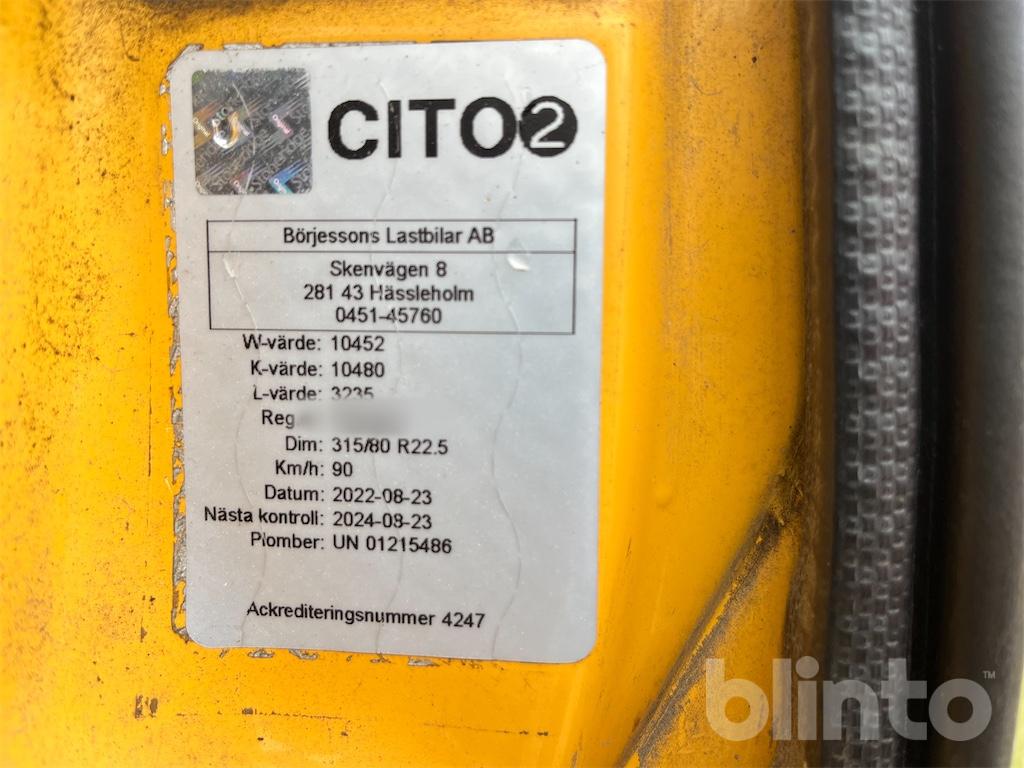 CITO2
Börjessons Lastbilar AB
Skenvägen 8
281 43 Hässleholm
0451-45760
W-värde: 10452
K-värde: 10480
L-värde: 3235
Reg
Dim: 315/80 R22.5
Km/h: 90
Datum: 2022-08-23
Nästa kontroll: 2024-08-23
Plomber: UN 01215486
Ackrediteringsnummer 4247
blinto™